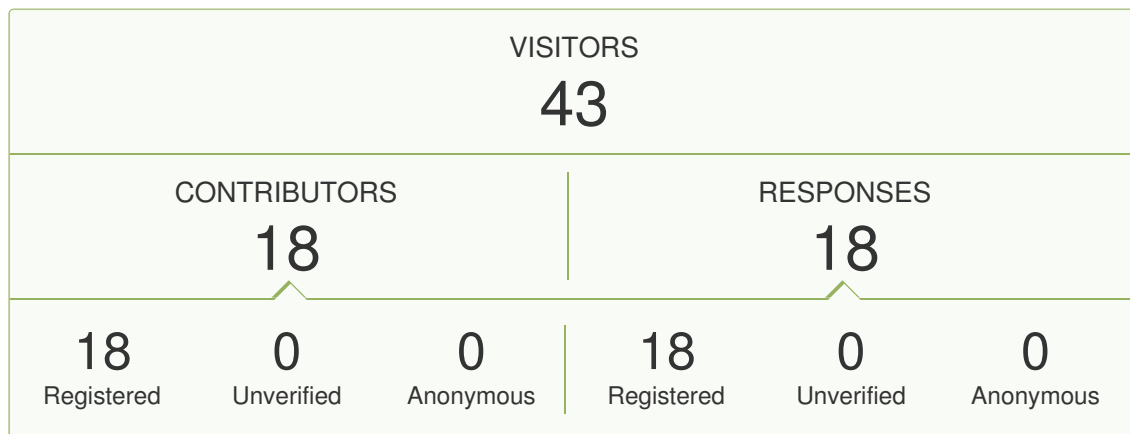 VISITORS
43
CONTRIBUTORS
RESPONSES
18
18
18
0
0
18
0
0
Registered
Unverified
Anonymous
Registered
Unverified
Anonymous